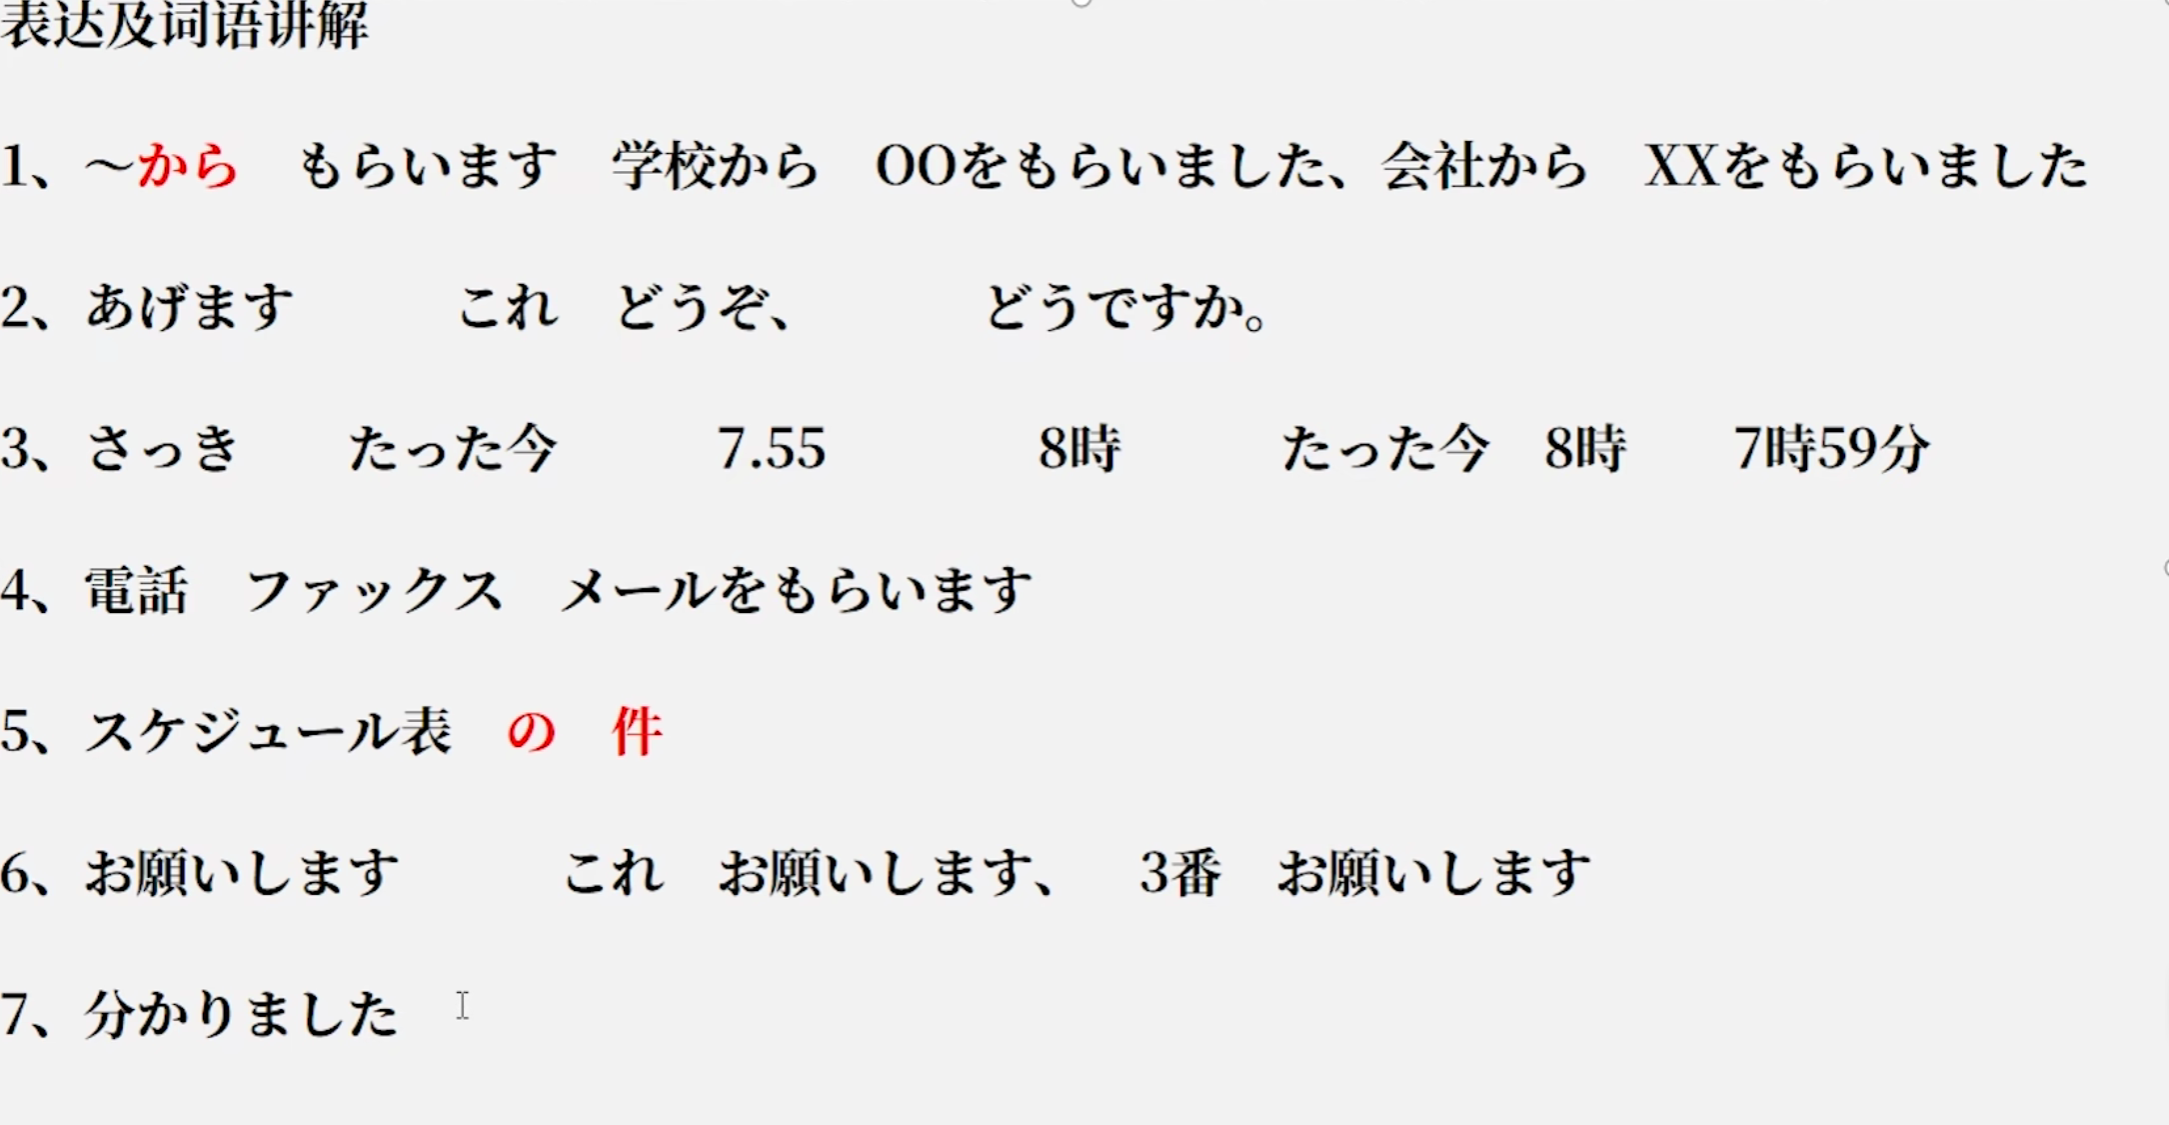 表达及词语讲解
1、～から　もらいます　学校から　OOをもらいました、会社から　XXをもらいました
2、あげます　　　これ　どうぞ、　　　　どうですか。
3、さっき　　たった今　　　7.55　　　　8時　　　たった今　8時　　7時59分
4、電話　ファックス　メールをもらいます
5、スケジュール表　の　件
6、お願いします　　　これ　お願いします、　3番　お願いします
7、分かりました